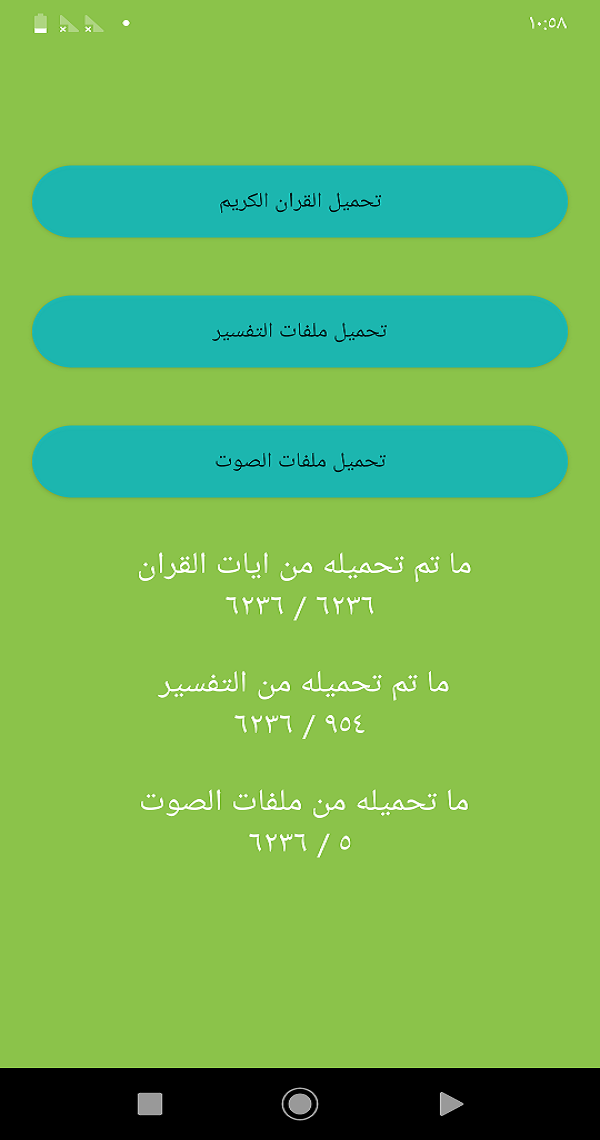 ١٠:٥٨
تحميل القران الكريم
تحميل ملفات التفسير
تحميل ملفات الصوت
ما تم تحميله من ايات القران
٦٢٣٦ / ٦٢٣٦
ما تم تحميله من التفسير
٩٥٤ / ٦٢٣٦
ما تحميله من ملفات الصوت
٥ / ٦٢٣٦